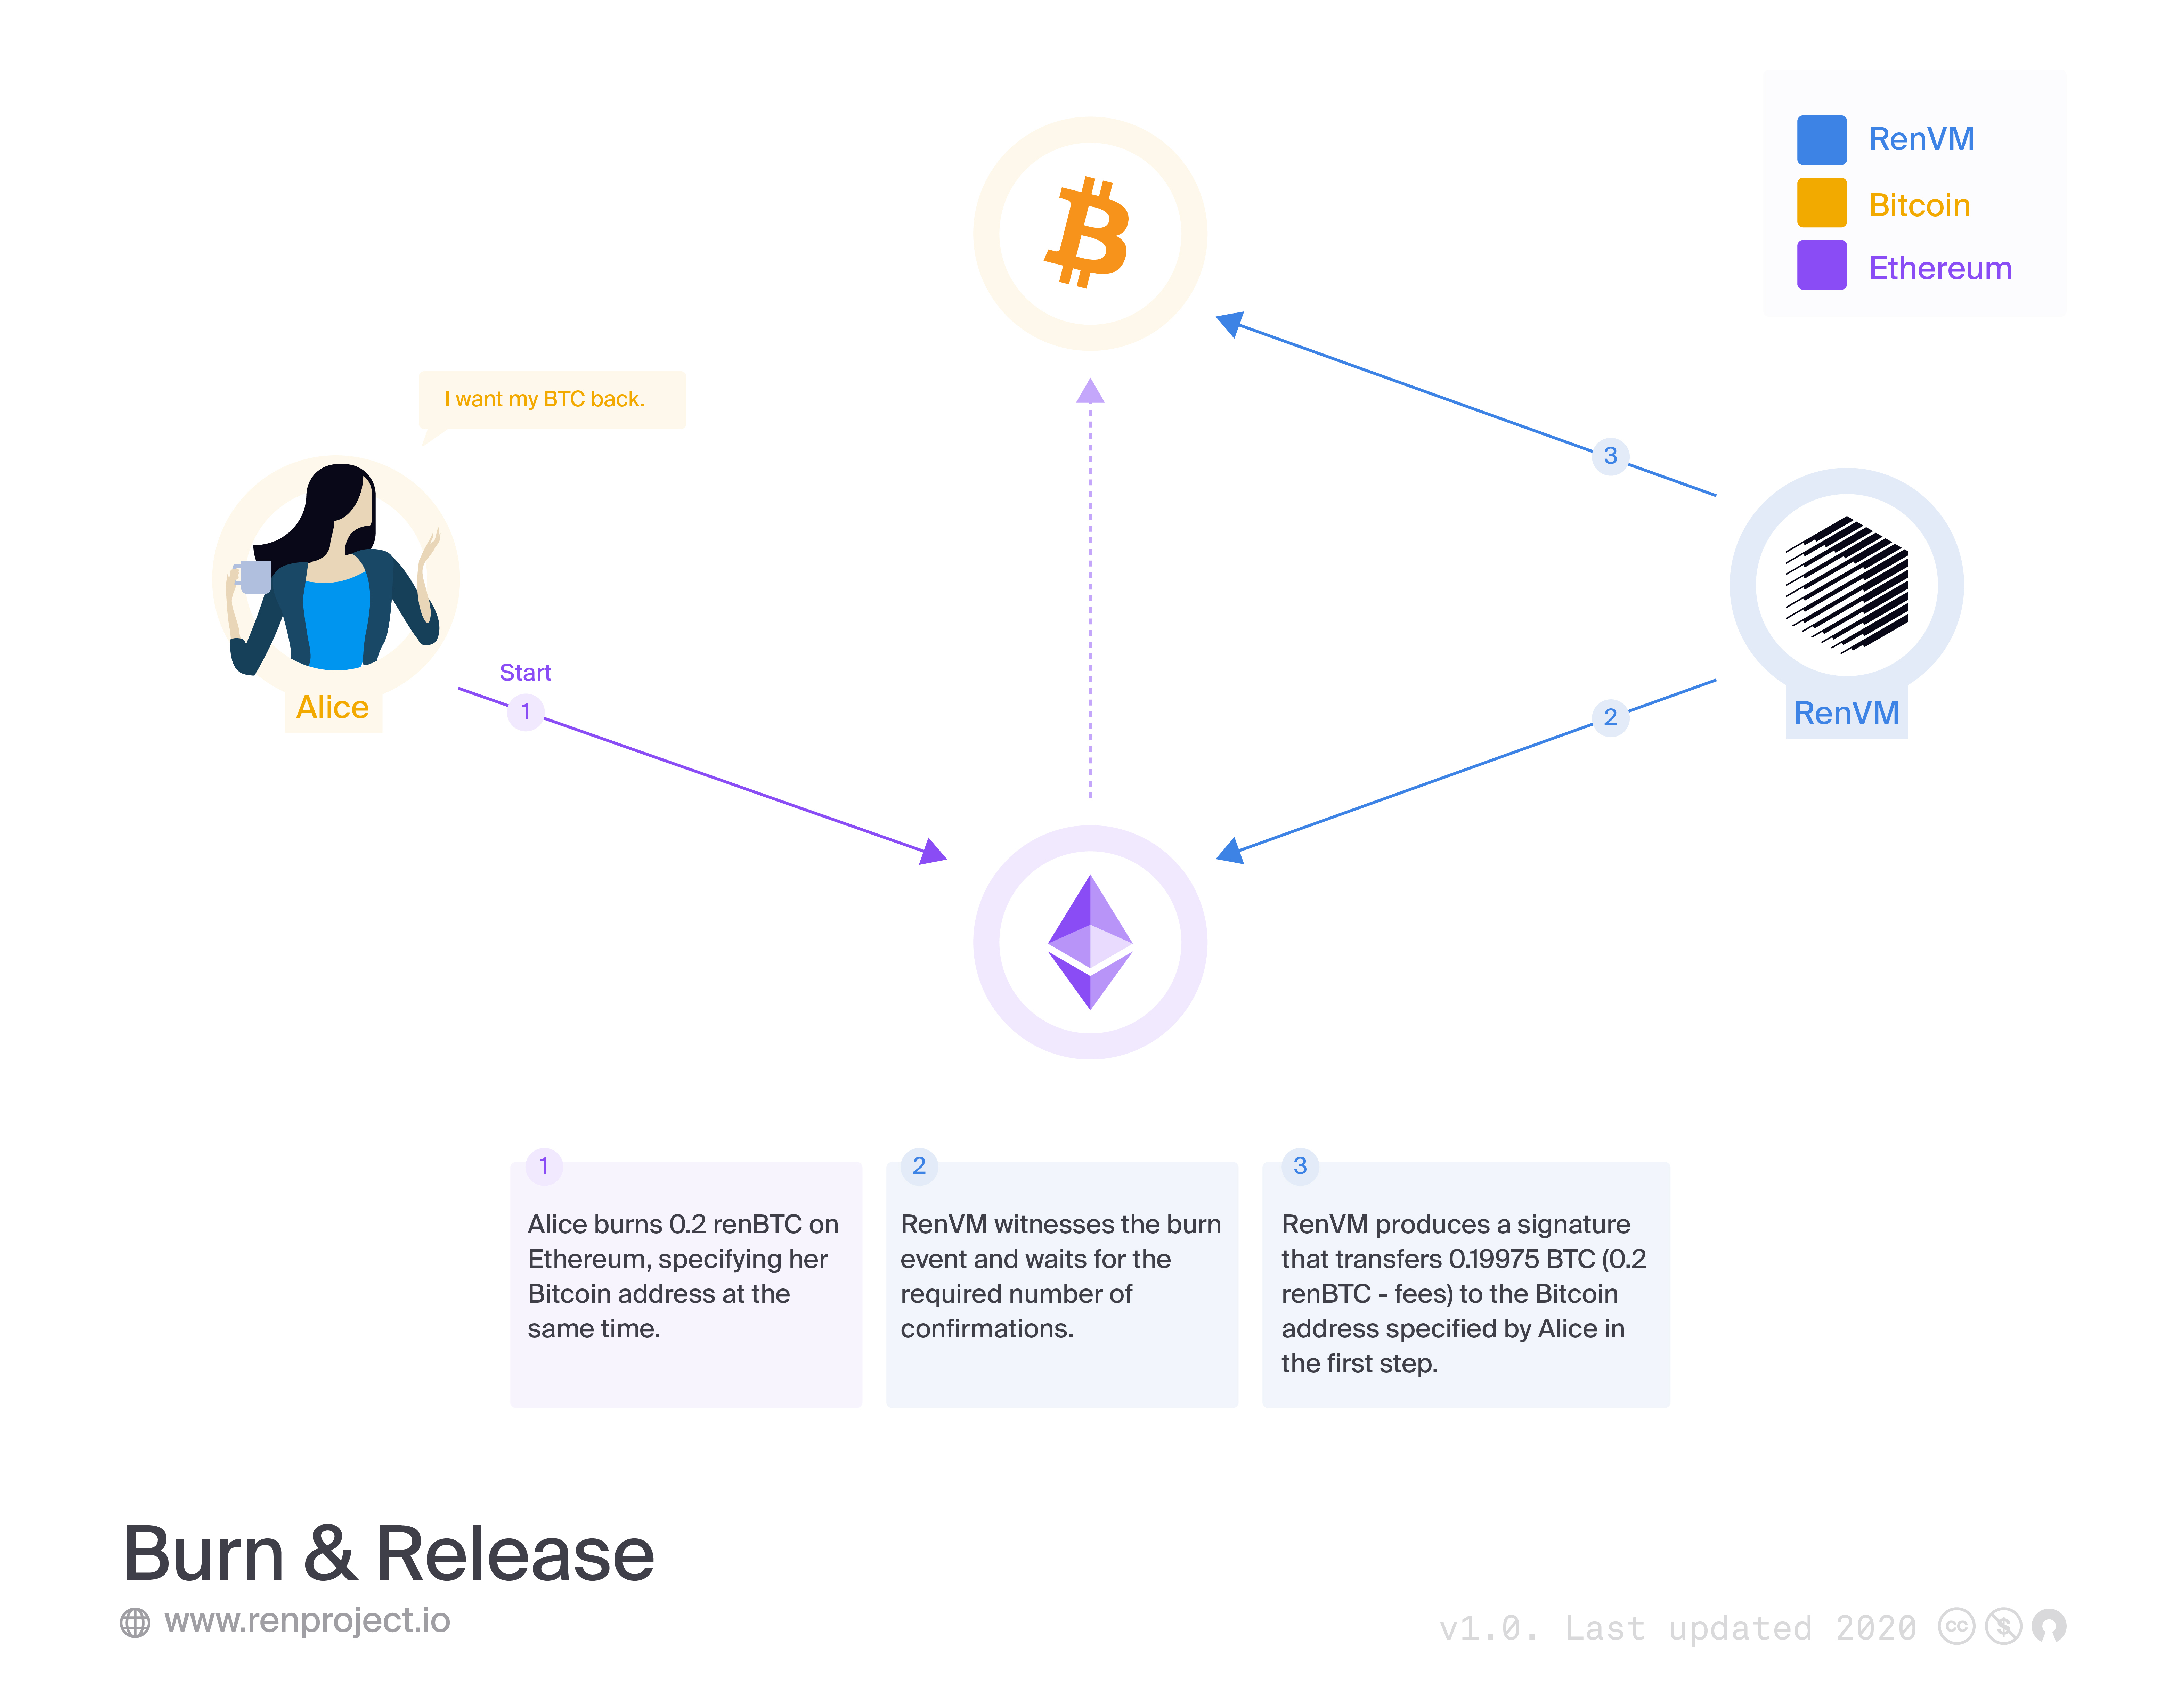 RenVM
Bitcoin
Ethereum
I want my BTC back.
3
Start
1
Alice
2
RenVM
1
Alice burns 0.2 renBTC on
Ethereum, specifying her
Bitcoin address at the
same time.
2
RenVM witnesses the burn
event and waits for the
required number of
confirmations.
3
RenVM produces a signature
that transfers 0.19975 BTC (0.2
renBTC - fees) to the Bitcoin
address specified by Alice in
the first step.
Burn & Release
www.renproject.io
v1.0. Last updated 2020
cc